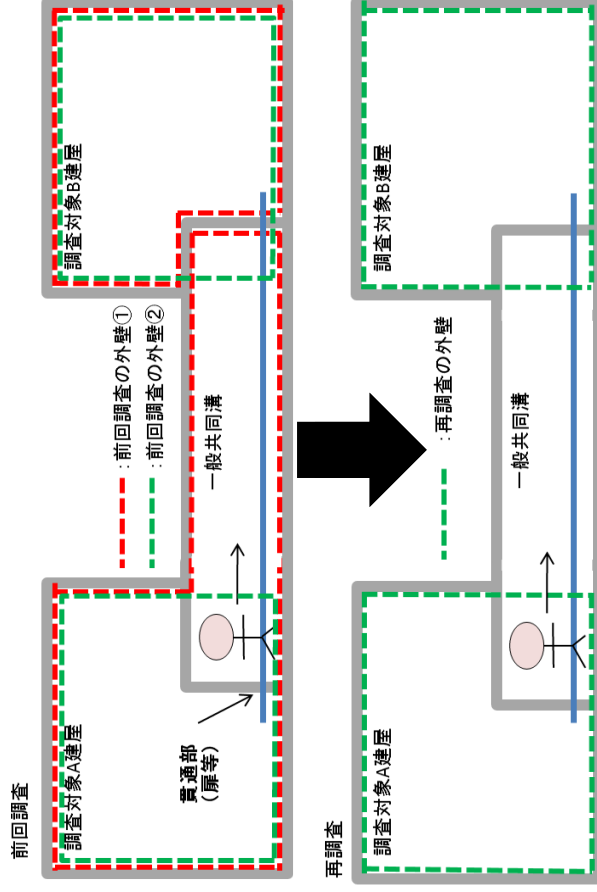 前回調査
調査対象A建屋
貫通部
(扉等)
一般共同溝
:前回調査の外壁①
:前回調査の外壁②
調査対象B建屋
再調査
調査対象A建屋
:再調査の外壁
一般共同溝
調査対象B建屋